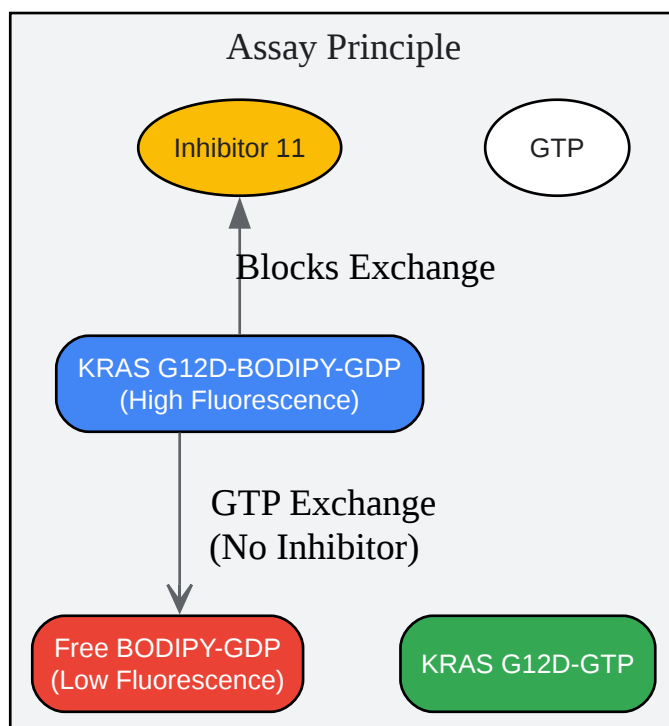 Assay Principle
Inhibitor 11
GTP
Blocks Exchange
KRAS G12D-BODIPY-GDP
(High Fluorescence)
GTP Exchange
(No Inhibitor)
Free BODIPY-GDP
(Low Fluorescence)
KRAS G12D-GTP